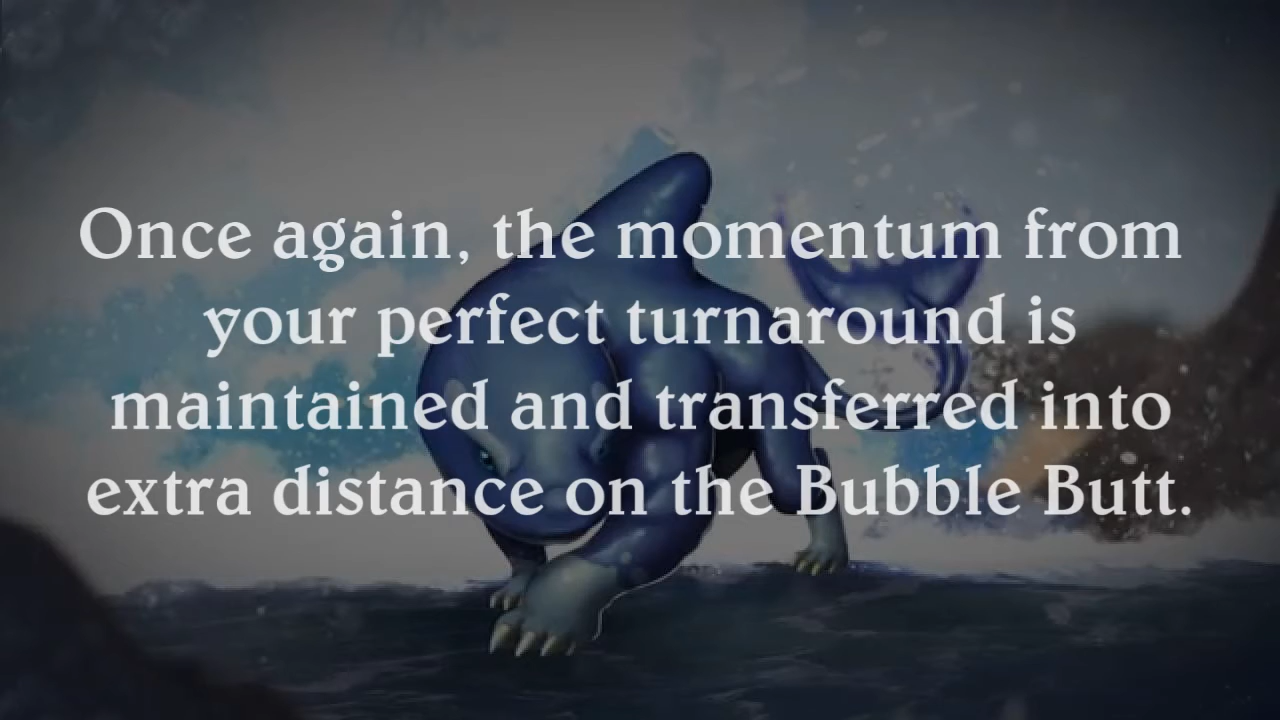 Once again, the momentum from
your perfect turnaround is
maintained and transferred into
extra distance on the Bubble Butt.